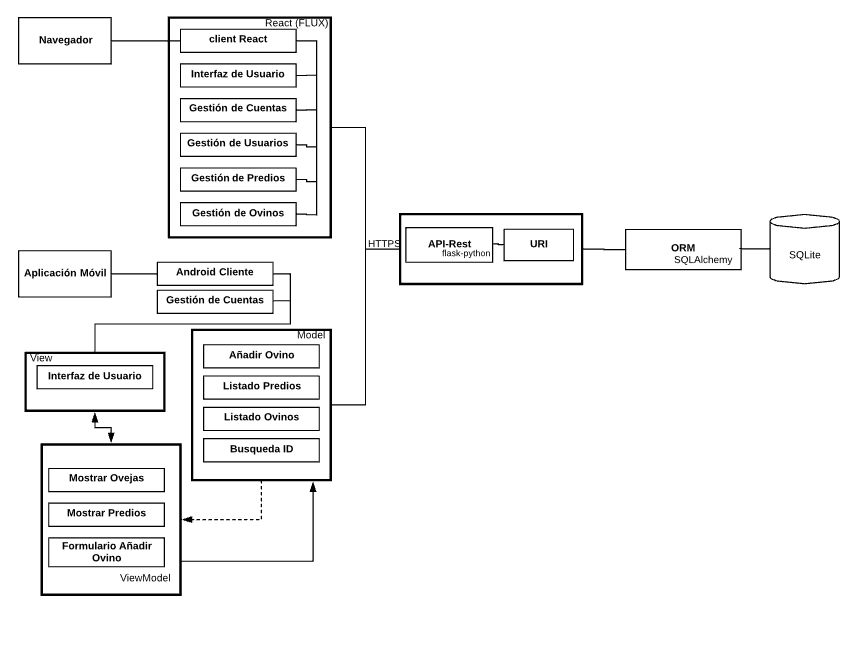 React (FLUX)
Navegador
client React
Interfaz de Usuario
Gestión de Cuentas
Gestión de Usuarios
Gestión de Predios
Gestión de Ovinos
HTTPS
API-Rest
flask-python
URI
ORM
SQLAlchemy
SQLite
Aplicación Móvil
Android Cliente
Gestión de Cuentas
Model
Añadir Ovino
Listado Predios
Listado Ovinos
Busqueda ID
View
Interfaz de Usuario
Mostrar Ovejas
Mostrar Predios
Formulario Añadir
Ovino
ViewModel